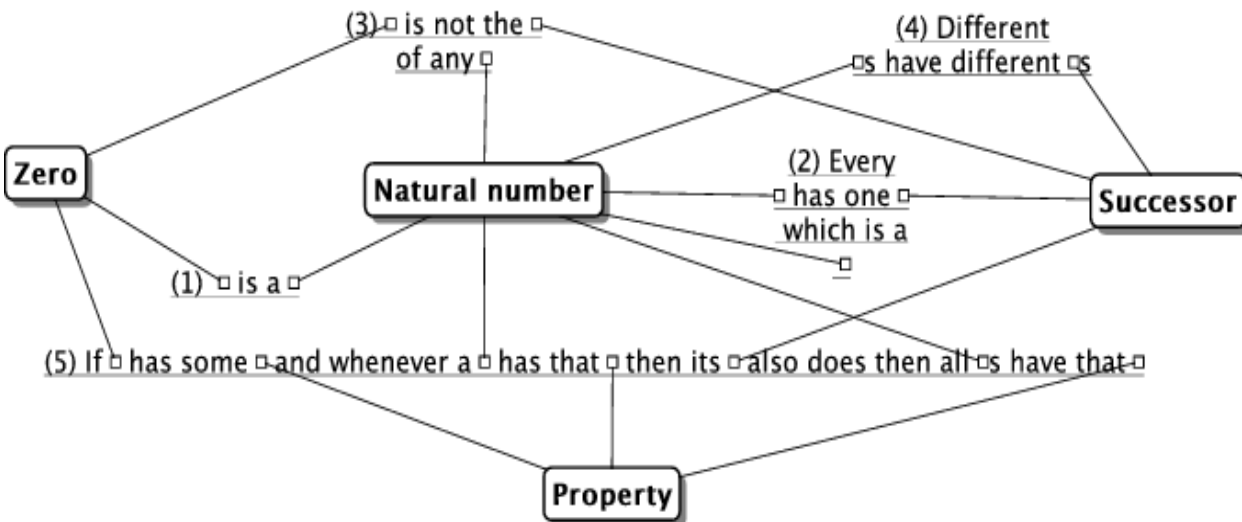 (3) is not the
of any
(4) Different
s have different s
Zero
Natural number
(2) Every
has one
which is a
Successor
(1) is a
(5) If has some and whenever a has that then its also does then all s have that
Property